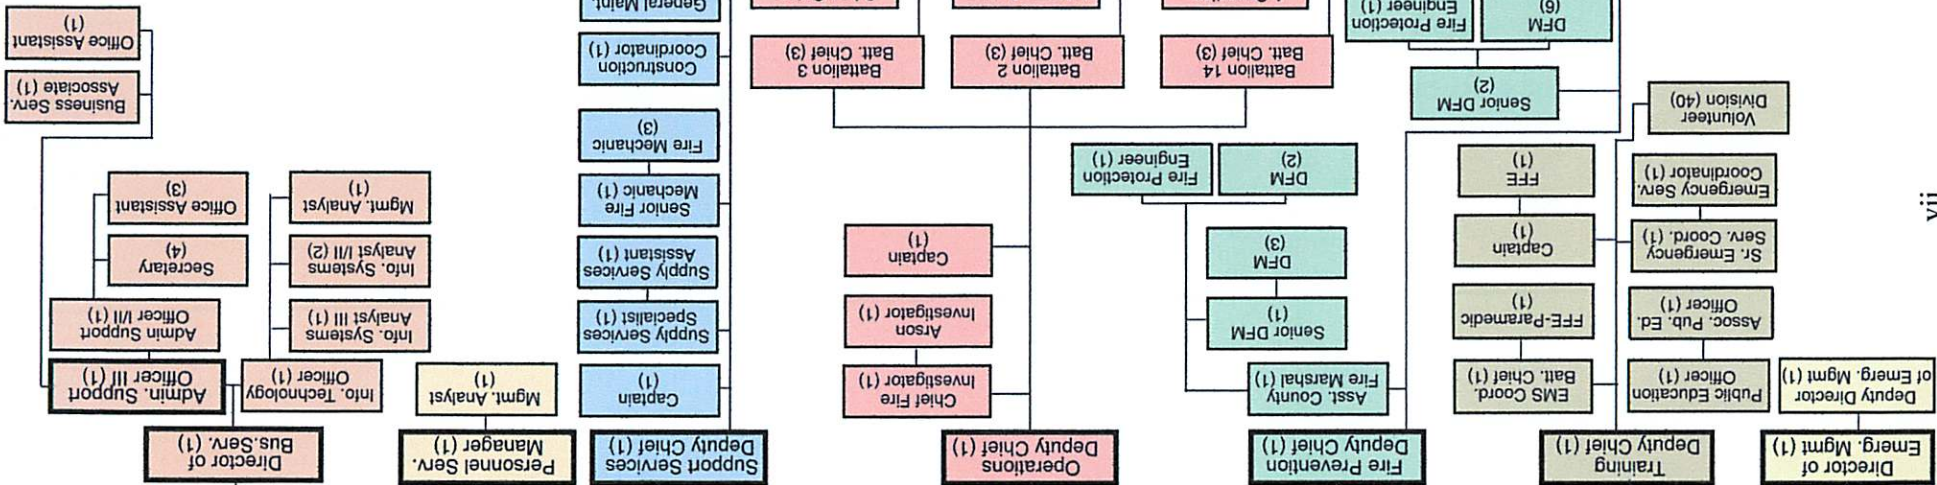 Director of
Emerg. Mgmt (1)
Deputy Director
of Emerg. Mgmt (1)
Training
Deputy Chief (1)
Public Education
Officer (1)
Assoc. Pub. Ed.
Officer (1)
Sr. Emergency
Serv. Coord. (1)
Emergency Serv.
Coordinator (1)
Volunteer
Division (40)
EMS Coord.
Batt. Chief (1)
FFE-Paramedic
(1)
Captain
(1)
FFE
(1)
Fire Prevention
Deputy Chief (1)
Asst. County
Fire Marshal (1)
Senior DFM
(1)
DFM
(3)
DFM
(2)
Fire Protection
Engineer (1)
Senior DFM
(2)
DFM
(6)
Fire Protection
Engineer (1)
Operations
Deputy Chief (1)
Chief Fire
Investigator (1)
Arson
Investigator (1)
Captain
(1)
Battalion 14
Batt. Chief (3)
Battalion 2
Batt. Chief (3)
Battalion 3
Batt. Chief (3)
Support Services
Deputy Chief (1)
Captain
(1)
Supply Services
Specialist (1)
Supply Services
Assistant (1)
Senior Fire
Mechanic (1)
Fire Mechanic
(3)
Construction
Coordinator (1)
General Maint.
Personnel Serv.
Manager (1)
Mgmt. Analyst
(1)
Director of
Bus.Serv. (1)
Info. Technology
Officer (1)
Info. Systems
Analyst III (1)
Info. Systems
Analyst I/II (2)
Mgmt. Analyst
(1)
Admin. Support
Officer III (1)
Admin Support
Officer I/II (1)
Secretary
(4)
Office Assistant
(3)
Business Serv.
Associate (1)
Office Assistant
(1)
vii